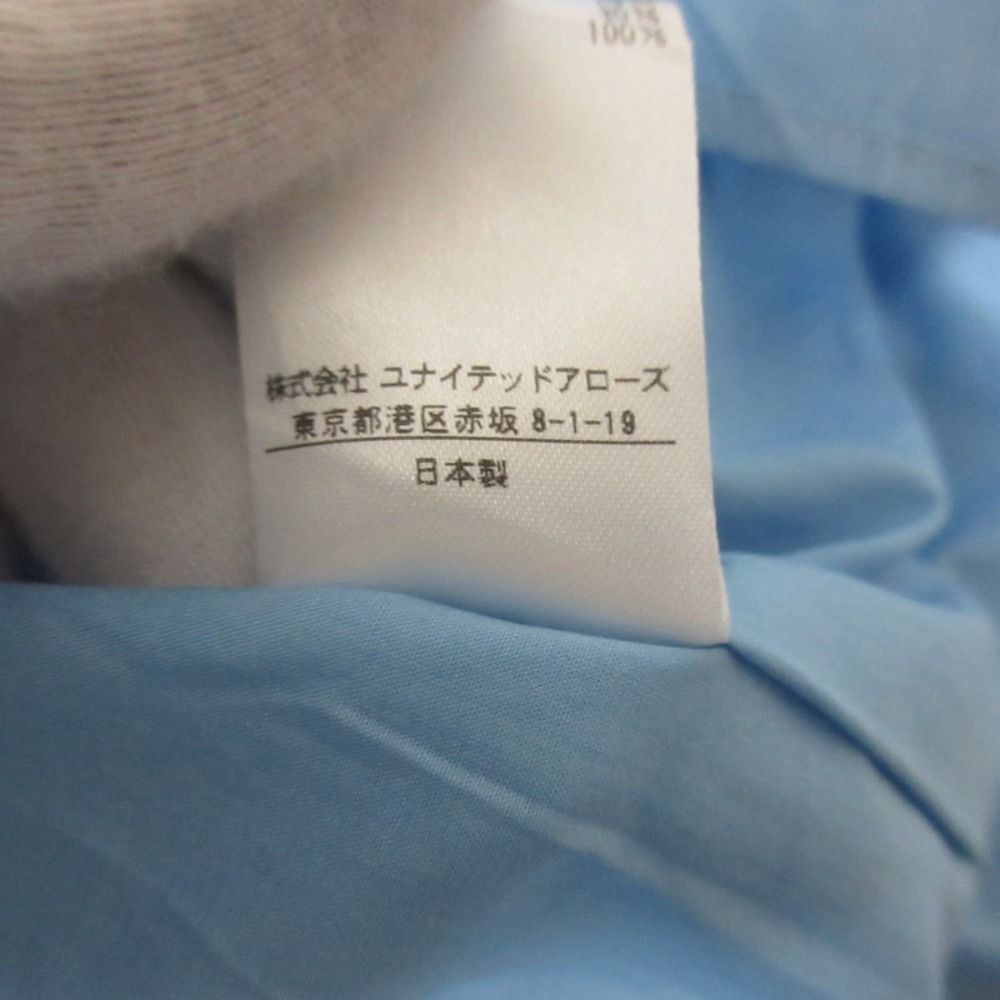 100%
株式会社 ユナイテッドアローズ
東京都港区赤坂 8-1-19
日本製